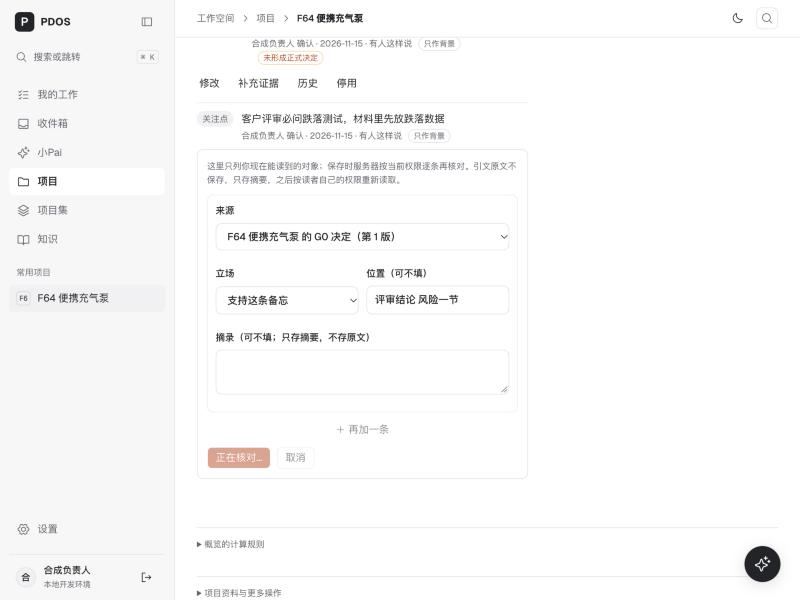 P PDOS
搜索或跳转 ⌘ K
我的工作
收件箱
小Pai
项目
项目集
知识
常用项目
F6 F64 便携充气泵
设置
合 合成负责人
本地开发环境
工作空间 > 项目 > F64 便携充气泵
合成负责人 确认 · 2026-11-15 · 有人这样说 只作背景
未形成正式决定
修改 补充证据 历史 停用
关注点 客户评审必问跌落测试，材料里先放跌落数据
合成负责人 确认 · 2026-11-15 · 有人这样说 只作背景
这里只列你现在能读到的对象；保存时服务器按当前权限逐条再核对。引文原文不
保存，只存摘要，之后按读者自己的权限重新读取。
来源
F64 便携充气泵 的 GO 决定（第 1 版）
立场 位置（可不填）
支持这条备忘 评审结论 风险一节
摘录（可不填；只存摘要，不存原文）
+ 再加一条
正在核对… 取消
概览的计算规则
项目资料与更多操作